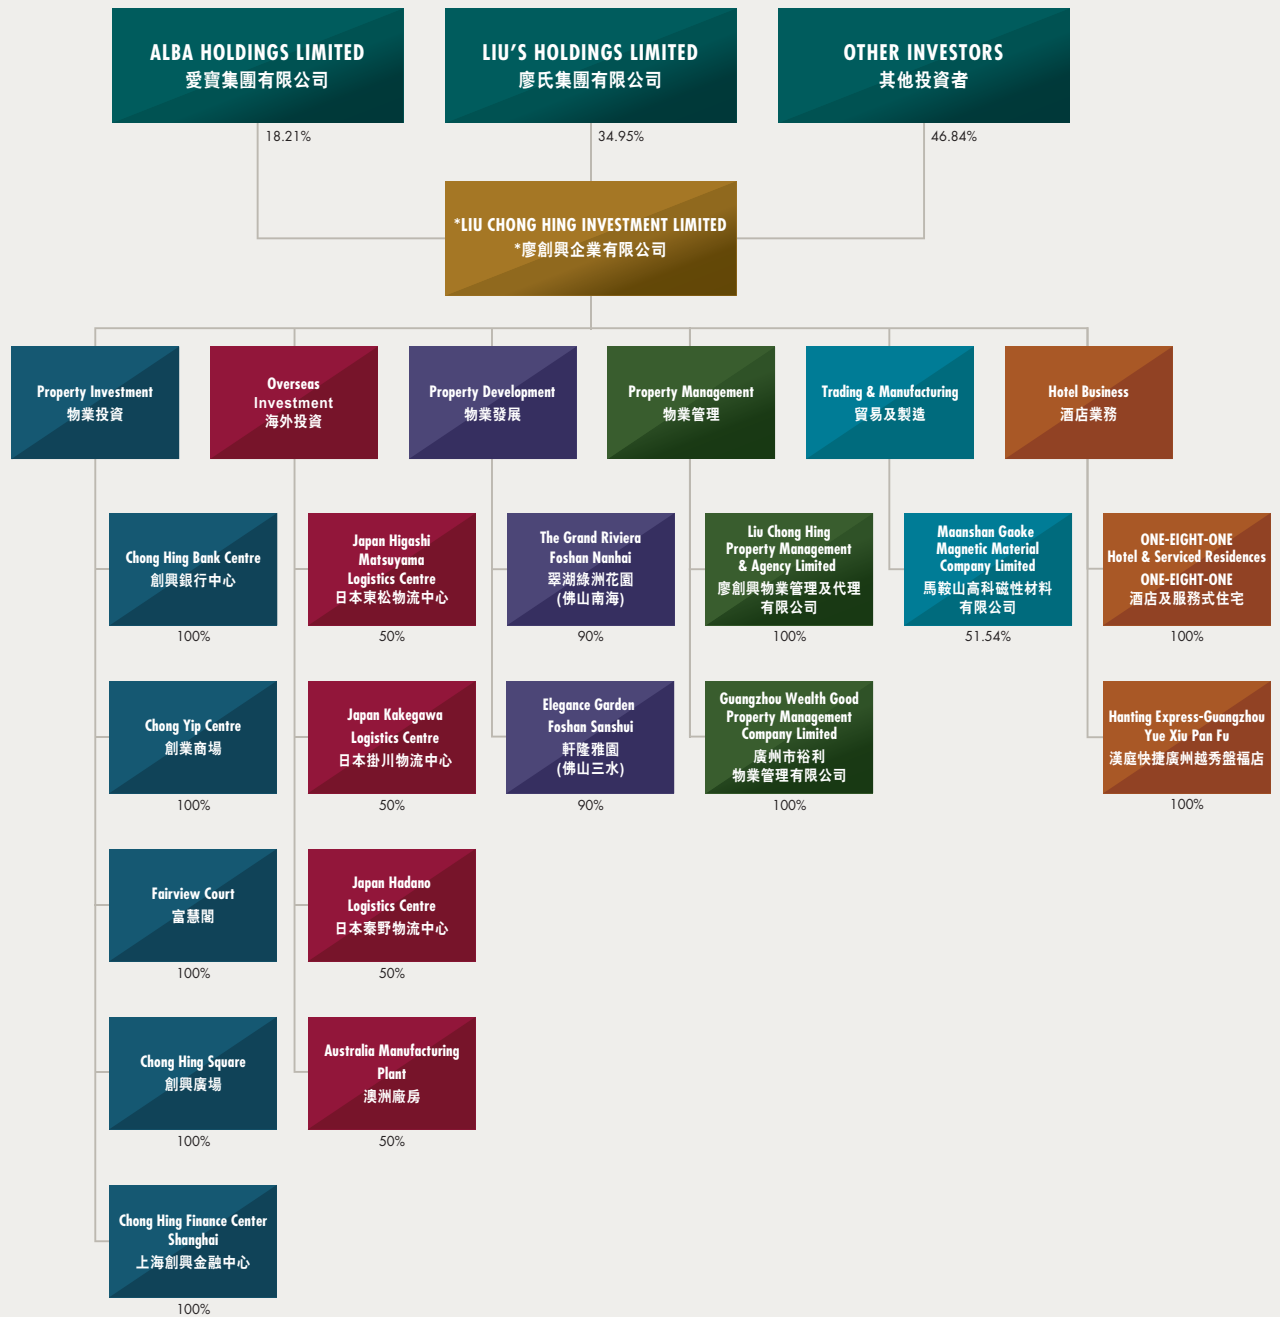 ALBA HOLDINGS LIMITED
愛寶集團有限公司
18.21%
LIU'S HOLDINGS LIMITED
廖氏集團有限公司
34.95%
OTHER INVESTORS
其他投資者
46.84%
*LIU CHONG HING INVESTMENT LIMITED
*廖創興企業有限公司
Property Investment
物業投資
Chong Hing Bank Centre
創興銀行中心
100%
Chong Yip Centre
創業商場
100%
Fairview Court
富慧閣
100%
Chong Hing Square
創興廣場
100%
Chong Hing Finance Center
Shanghai
上海創興金融中心
100%
Overseas
Investment
海外投資
Japan Higashi
Matsuyama
Logistics Centre
日本東松物流中心
50%
Japan Kakegawa
Logistics Centre
日本掛川物流中心
50%
Japan Hadano
Logistics Centre
日本秦野物流中心
50%
Australia Manufacturing
Plant
澳洲廠房
50%
Property Development
物業發展
The Grand Riviera
Foshan Nanhai
翠湖綠洲花園
(佛山南海)
90%
Elegance Garden
Foshan Sanshui
軒隆雅園
(佛山三水)
90%
Property Management
物業管理
Liu Chong Hing
Property Management
& Agency Limited
廖創興物業管理及代理
有限公司
100%
Guangzhou Wealth Good
Property Management
Company Limited
廣州市裕利
物業管理有限公司
100%
Trading & Manufacturing
貿易及製造
Maanshan Gaoke
Magnetic Material
Company Limited
馬鞍山高科磁性材料
有限公司
51.54%
Hotel Business
酒店業務
ONE-EIGHT-ONE
Hotel & Serviced Residences
ONE-EIGHT-ONE
酒店及服務式住宅
100%
Hanting Express-Guangzhou
Yue Xiu Pan Fu
漢庭快捷廣州越秀盤福店
100%